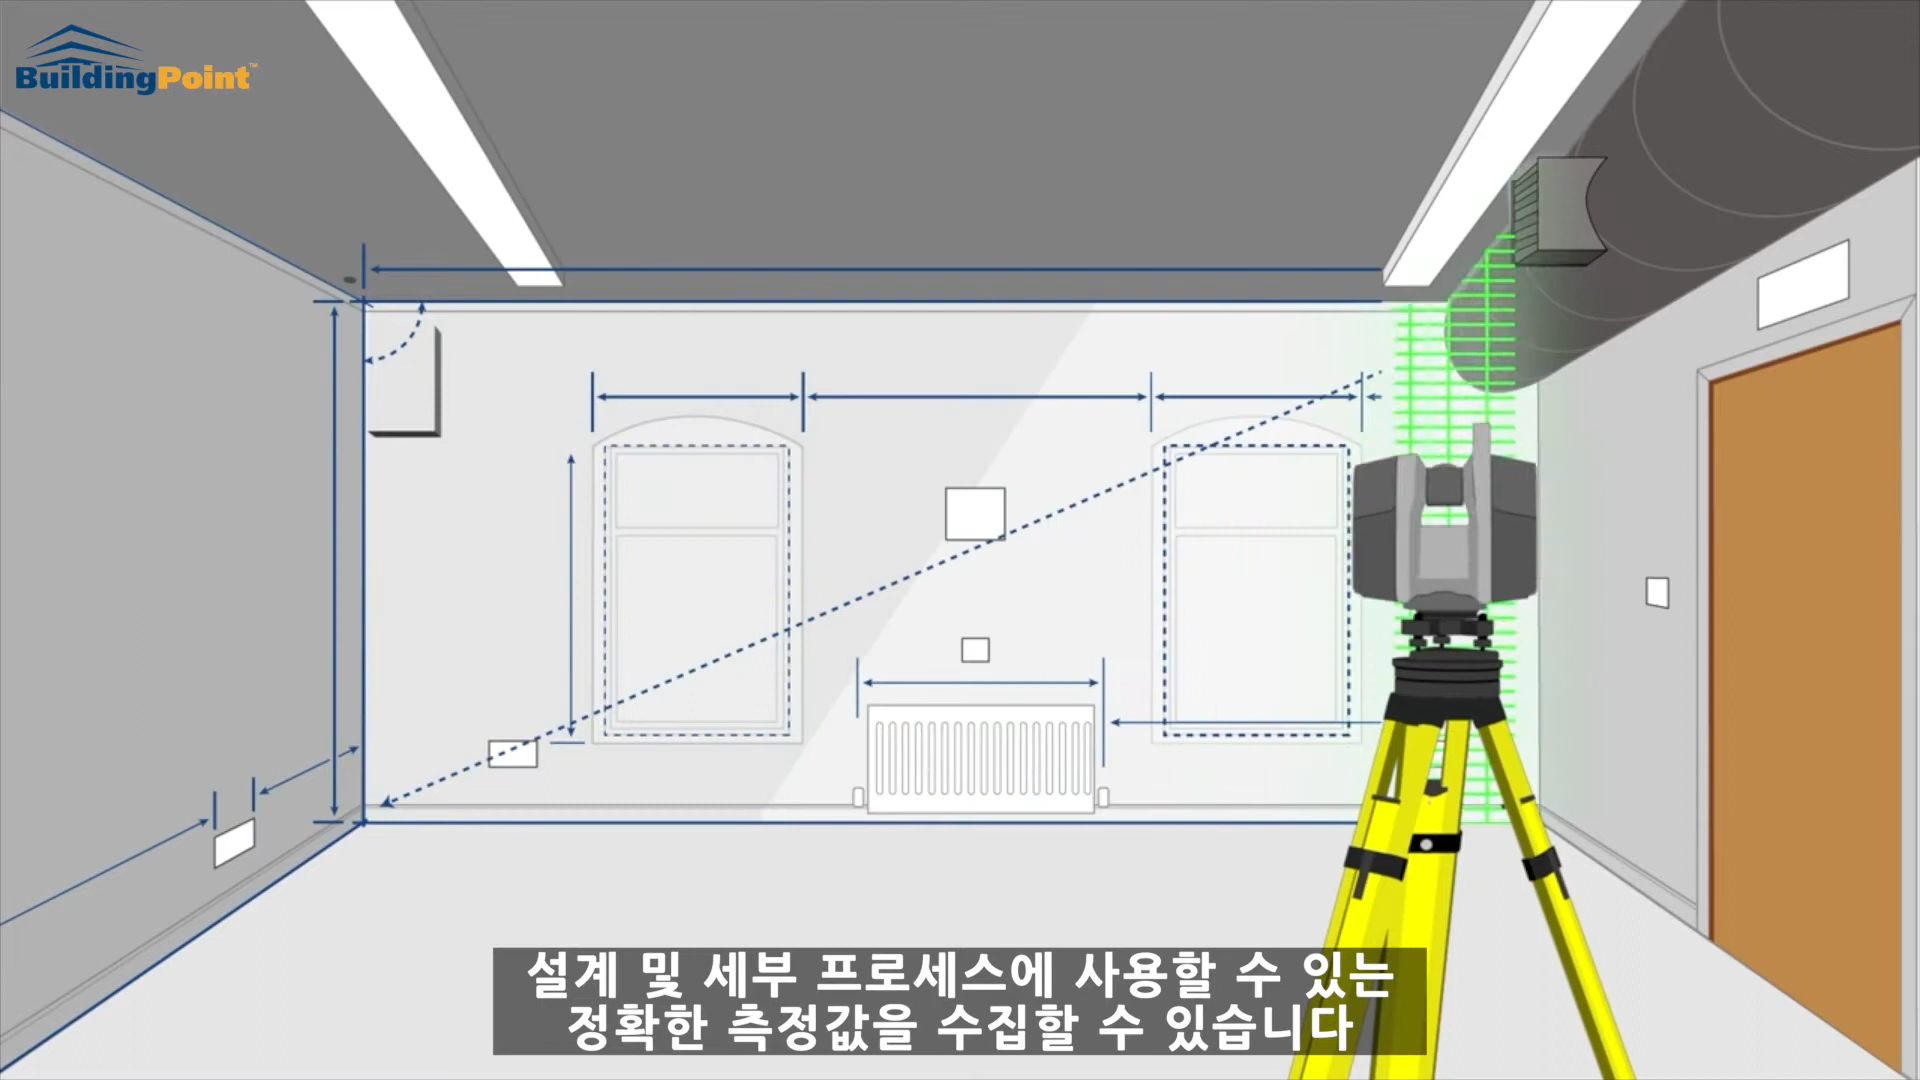 BuildingPoint™
설계 및 세부 프로세스에 사용할 수 있는
정확한 측정값을 수집할 수 있습니다